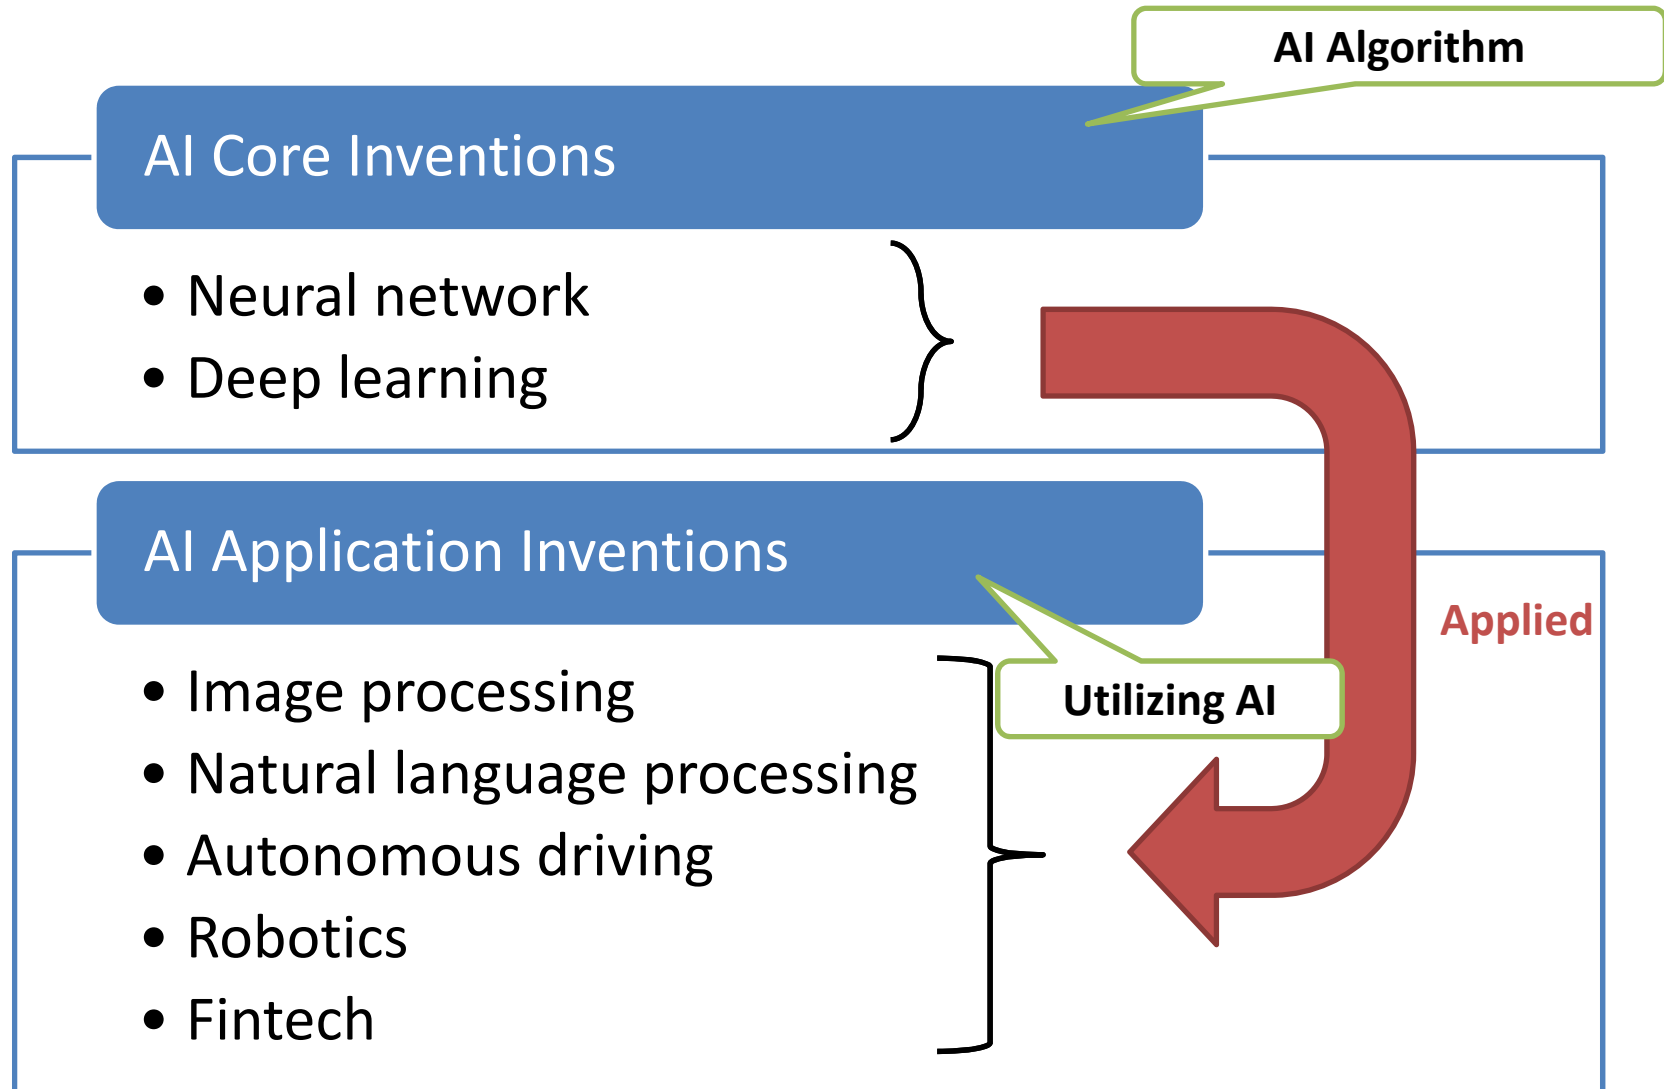 AI Algorithm
AI Core Inventions
• Neural network
• Deep learning
AI Application Inventions
Applied
Utilizing AI
• Image processing
• Natural language processing
• Autonomous driving
• Robotics
• Fintech